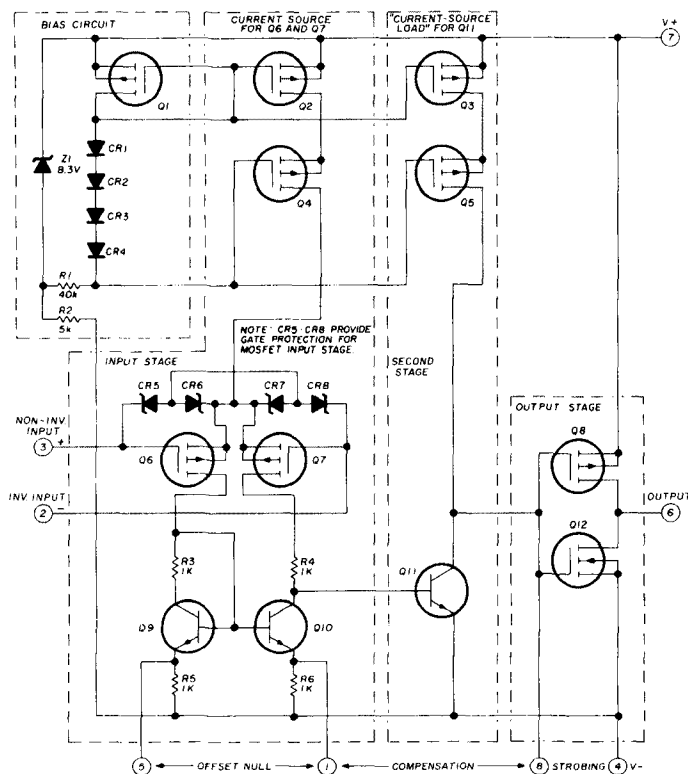 BIAS CIRCUIT
CURRENT SOURCE
FOR Q6 AND Q7
"CURRENT-SOURCE
LOAD" FOR Q11
V+
7
Q1
Q2
Q3
Z1
8.3V
CR1
CR2
CR3
CR4
Q4
Q5
R1
40k
R2
5k
NOTE: CR5-CR8 PROVIDE
GATE PROTECTION FOR
MOSFET INPUT STAGE.
INPUT STAGE
SECOND
STAGE
CR5
CR6
CR7
CR8
OUTPUT STAGE
NON-INV.
INPUT
3
+
Q6
Q7
Q8
INV. INPUT
2
-
OUTPUT
6
Q12
R3
1K
R4
1K
Q11
Q9
Q10
R5
1K
R6
1K
5
OFFSET NULL
1
COMPENSATION
8
STROBING
4
V-